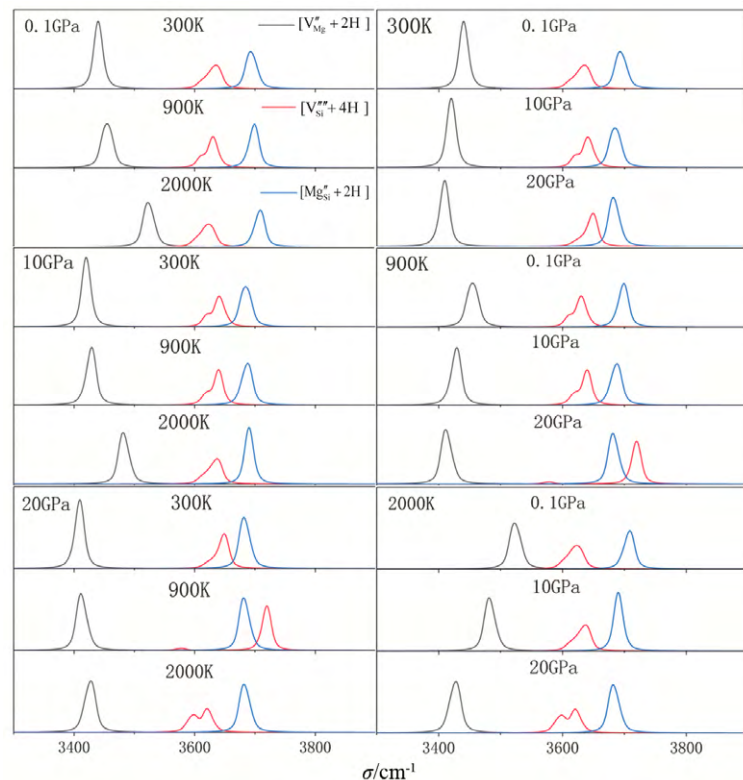 0.1GPa 300K [V″Mg + 2H ]
900K [V″″Si + 4H ]
2000K [Mg″Si + 2H ]
10GPa 300K
900K
2000K
20GPa 300K
900K
2000K
3400 3600 3800
300K 0.1GPa
10GPa
20GPa
900K 0.1GPa
10GPa
20GPa
2000K 0.1GPa
10GPa
20GPa
3400 3600 3800
σ/cm⁻¹